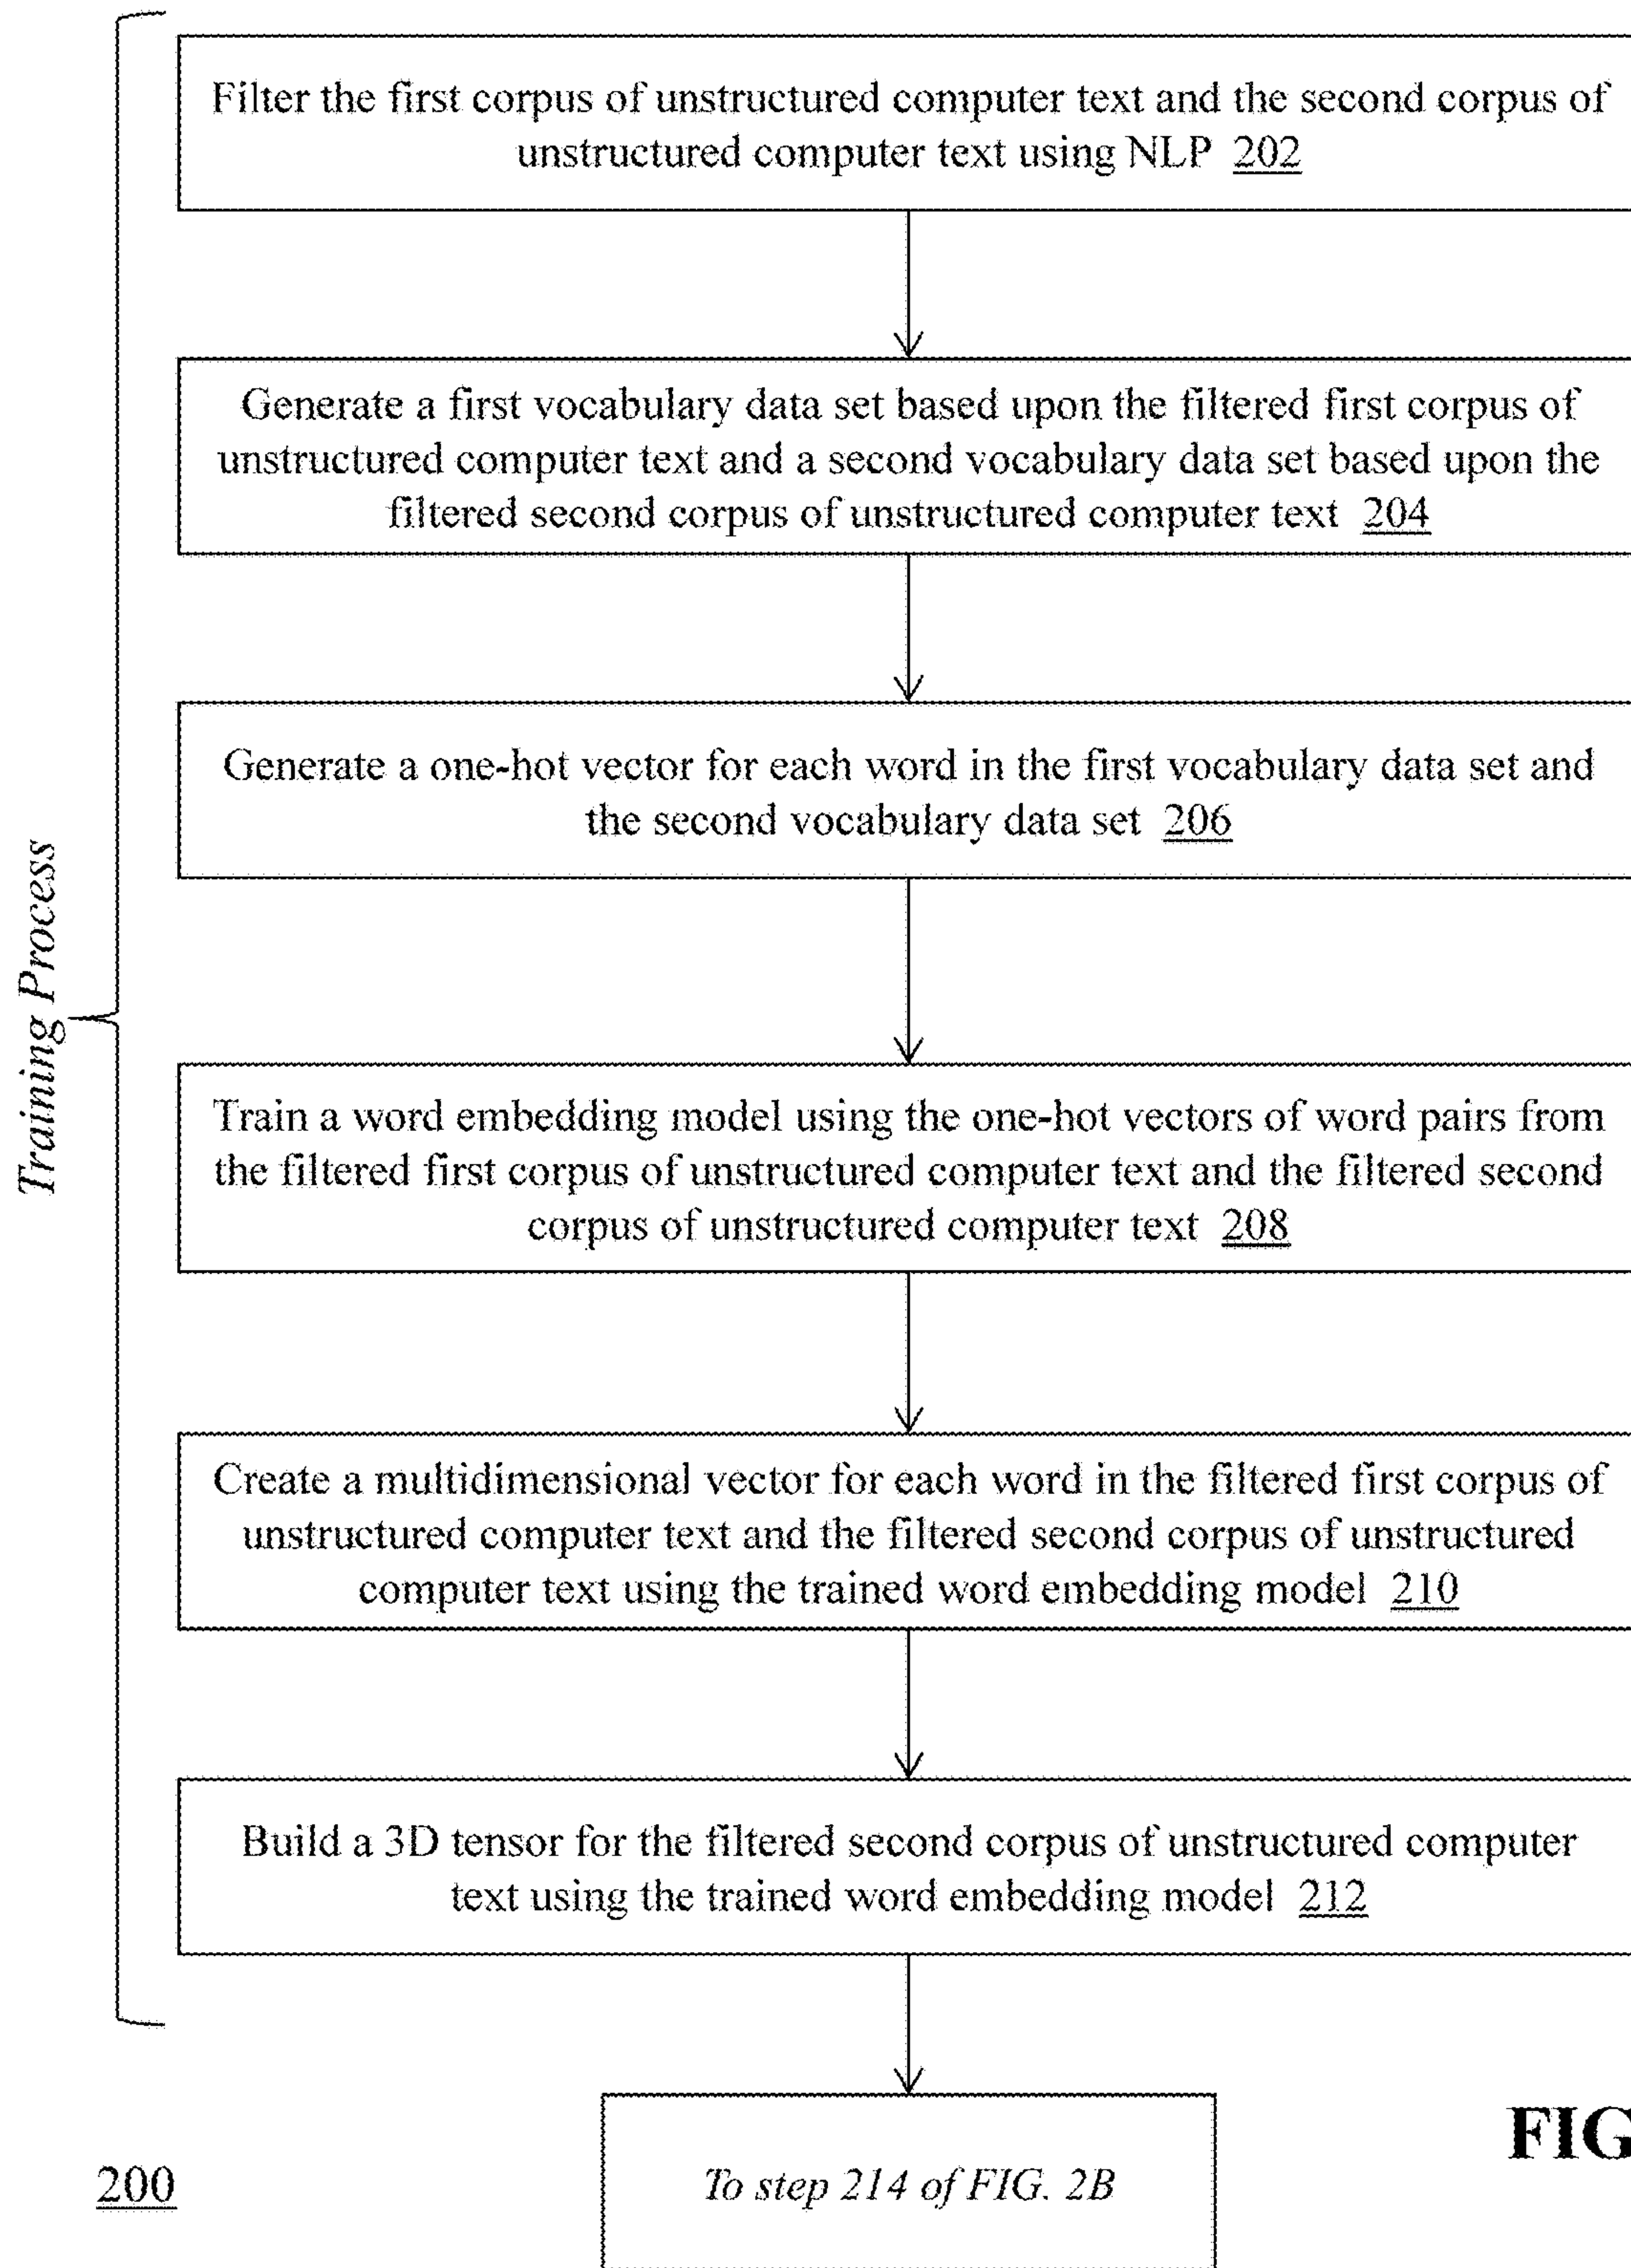 Training Process
Filter the first corpus of unstructured computer text and the second corpus of
unstructured computer text using NLP 202
Generate a first vocabulary data set based upon the filtered first corpus of
unstructured computer text and a second vocabulary data set based upon the
filtered second corpus of unstructured computer text 204
Generate a one-hot vector for each word in the first vocabulary data set and
the second vocabulary data set 206
Train a word embedding model using the one-hot vectors of word pairs from
the filtered first corpus of unstructured computer text and the filtered second
corpus of unstructured computer text 208
Create a multidimensional vector for each word in the filtered first corpus of
unstructured computer text and the filtered second corpus of unstructured
computer text using the trained word embedding model 210
Build a 3D tensor for the filtered second corpus of unstructured computer
text using the trained word embedding model 212
FIG
200
To step 214 of FIG. 2B